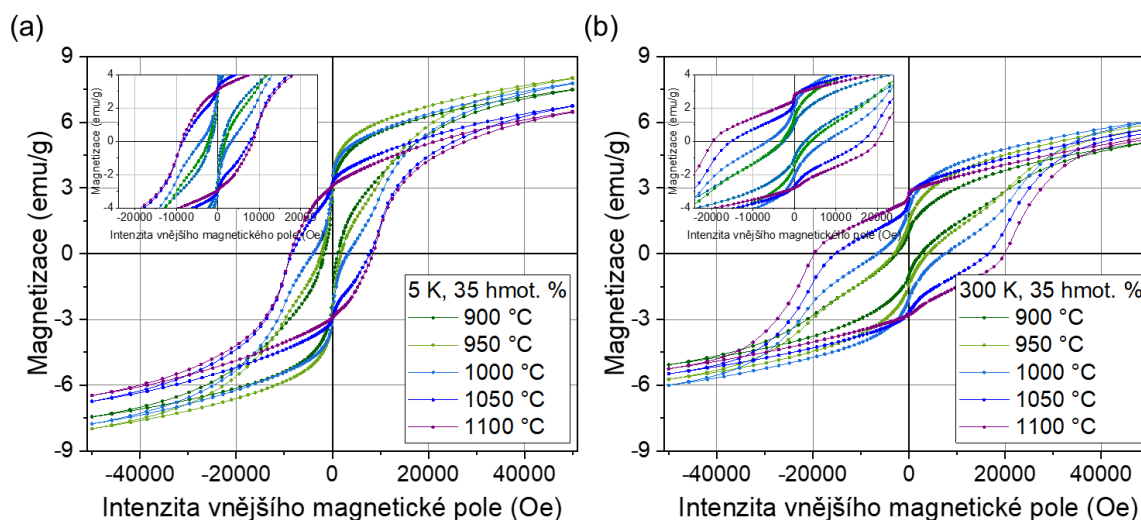 (a)
(b)
9
6
3
0
-3
-6
-9
-40000 -20000 0 20000 40000
Magnetizace (emu/g)
Intenzita vnějšího magnetické pole (Oe)
4
2
0
-2
-4
-20000 -10000 0 10000 20000
Magnetizace (emu/g)
Intenzita vnějšího magnetického pole (Oe)
5 K, 35 hmot. %
900 °C
950 °C
1000 °C
1050 °C
1100 °C
9
6
3
0
-3
-6
-9
-40000 -20000 0 20000 40000
Magnetizace (emu/g)
Intenzita vnějšího magnetické pole (Oe)
4
2
0
-2
-4
-20000 -10000 0 10000 20000
Magnetizace (emu/g)
Intenzita vnějšího magnetického pole (Oe)
300 K, 35 hmot. %
900 °C
950 °C
1000 °C
1050 °C
1100 °C